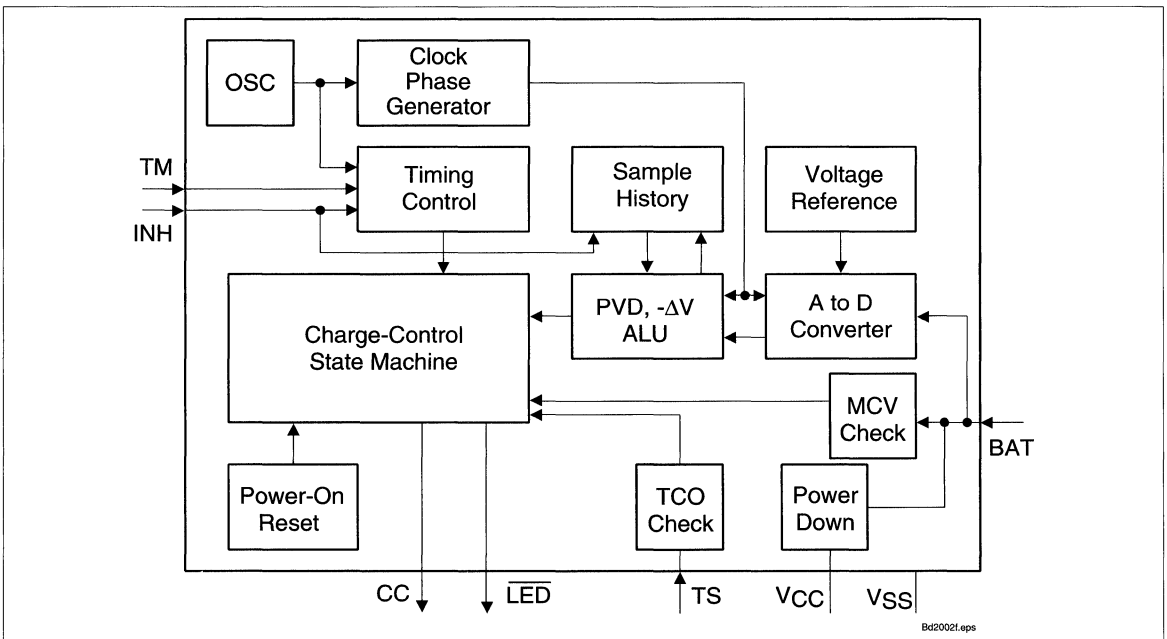 OSC
Clock
Phase
Generator
TM
INH
Timing
Control
Sample
History
Voltage
Reference
Charge-Control
State Machine
PVD, -ΔV
ALU
A to D
Converter
MCV
Check
BAT
Power-On
Reset
TCO
Check
Power
Down
CC
LED
TS
VCC
VSS
Bd2002f.eps